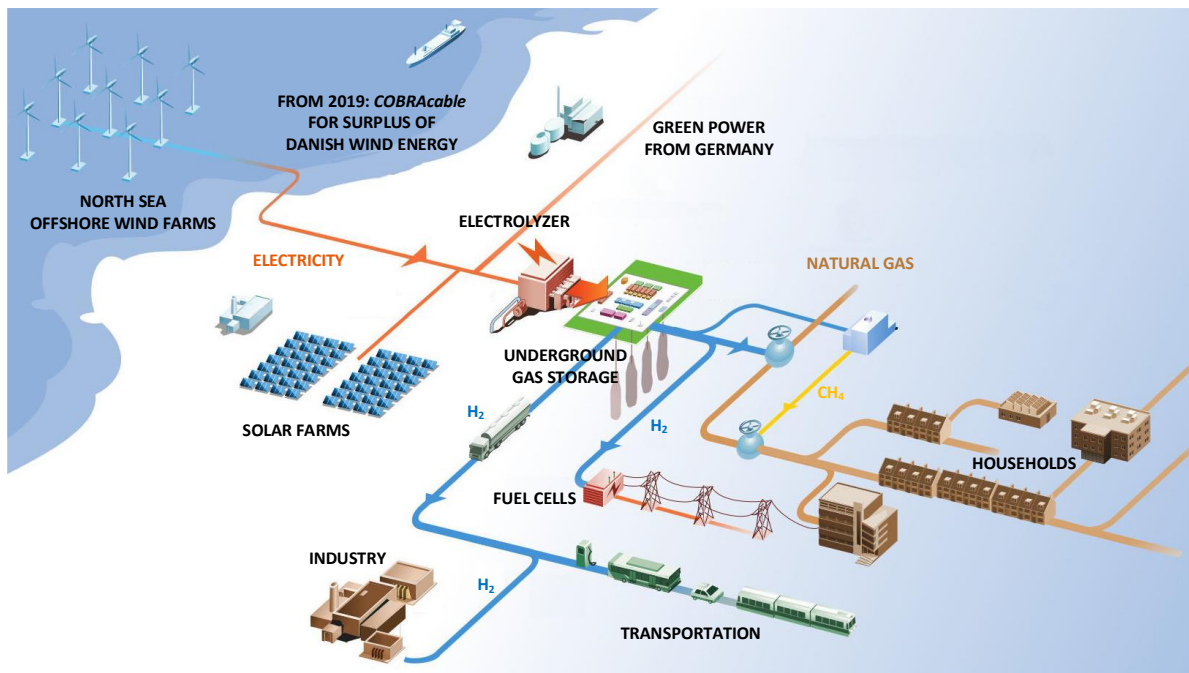 FROM 2019: COBRAcable
FOR SURPLUS OF
DANISH WIND ENERGY
GREEN POWER
FROM GERMANY
NORTH SEA
OFFSHORE WIND FARMS
ELECTROLYZER
ELECTRICITY
NATURAL GAS
UNDERGROUND
GAS STORAGE
CH₄
H₂
H₂
SOLAR FARMS
HOUSEHOLDS
FUEL CELLS
INDUSTRY
H₂
TRANSPORTATION